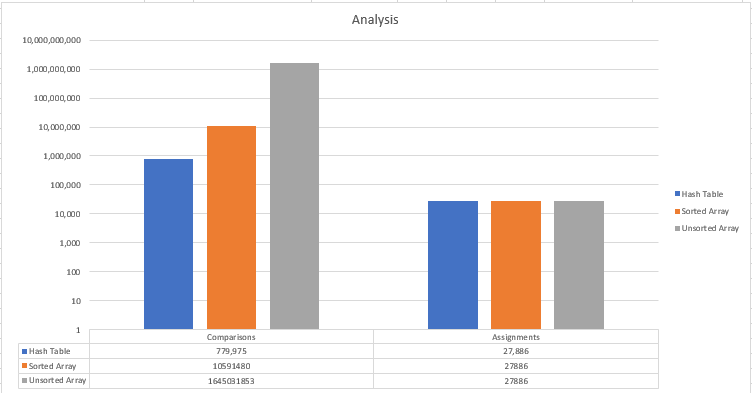 Analysis
10,000,000,000
1,000,000,000
100,000,000
10,000,000
1,000,000
100,000
10,000
1,000
100
10
1
Hash Table
Sorted Array
Unsorted Array
Comparisons Assignments
Hash Table 779,975 27,886
Sorted Array 10591480 27886
Unsorted Array 1645031853 27886